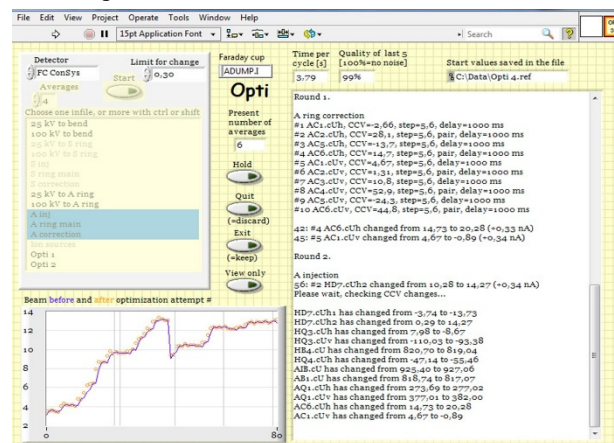 File Edit View Project Operate Tools Window Help
15pt Application Font
Search
Detector
FC ConSys
Limit for change
0,30
Start
Averages
4
Choose one infile, or more with ctrl or shift
25 kV to bend
100 kV to bend
25 kV to S ring
100 kV to S ring
S inj
S ring main
S correction
25 kV to A ring
100 kV to A ring
A inj
A ring main
A correction
Ion sources
Opti 1
Opti 2
Faraday cup
ADUMP.I
Opti
Present
number of
averages
6
Hold
Quit
(=discard)
Exit
(=keep)
View only
Time per
cycle [s]
3,79
Quality of last 5
[100%=no noise]
99%
Start values saved in the file
C:\Data\Opti 4.ref
Round 1.
A ring correction
#1 AC1.cUh, CCV=-2,66, step=5,6, delay=1000 ms
#2 AC2.cUh, CCV=28,1, step=5,6, pair, delay=1000 ms
#3 AC5.cUh, CCV=-13,7, step=5,6, delay=1000 ms
#4 AC6.cUh, CCV=14,7, step=5,6, pair, delay=1000 ms
#5 AC1.cUv, CCV=4,67, step=5,6, delay=1000 ms
#6 AC2.cUv, CCV=1,31, step=5,6, pair, delay=1000 ms
#7 AC3.cUv, CCV=10,8, step=5,6, delay=1000 ms
#8 AC4.cUv, CCV=52,9, step=5,6, pair, delay=1000 ms
#9 AC5.cUv, CCV=-24,3, step=5,6, delay=1000 ms
#10 AC6.cUv, CCV=44,8, step=5,6, pair, delay=1000 ms
42: #4 AC6.cUh changed from 14,73 to 20,28 (+0,33 nA)
45: #5 AC1.cUv changed from 4,67 to -0,89 (+0,34 nA)
Round 2.
A injection
56: #2 HD7.cUh2 changed from 10,28 to 14,27 (+0,34 nA)
Please wait, checking CCV changes...
HD7.cUh1 has changed from -3,74 to -13,73
HD7.cUh2 has changed from 0,29 to 14,27
HQ3.cUh has changed from 7,98 to -8,67
HQ3.cUv has changed from -110,03 to -93,38
HB4.cU has changed from 820,70 to 819,04
HQ4.cUh has changed from -47,14 to -55,46
AIB.cU has changed from 925,40 to 927,06
AB1.cU has changed from 818,74 to 817,07
AQ1.cUh has changed from 273,69 to 277,02
AQ1.cUv has changed from 377,01 to 382,00
AC6.cUh has changed from 14,73 to 20,28
AC1.cUv has changed from 4,67 to -0,89
Beam before and after optimization attempt #
14
12
10
8
6
4
2
0
80